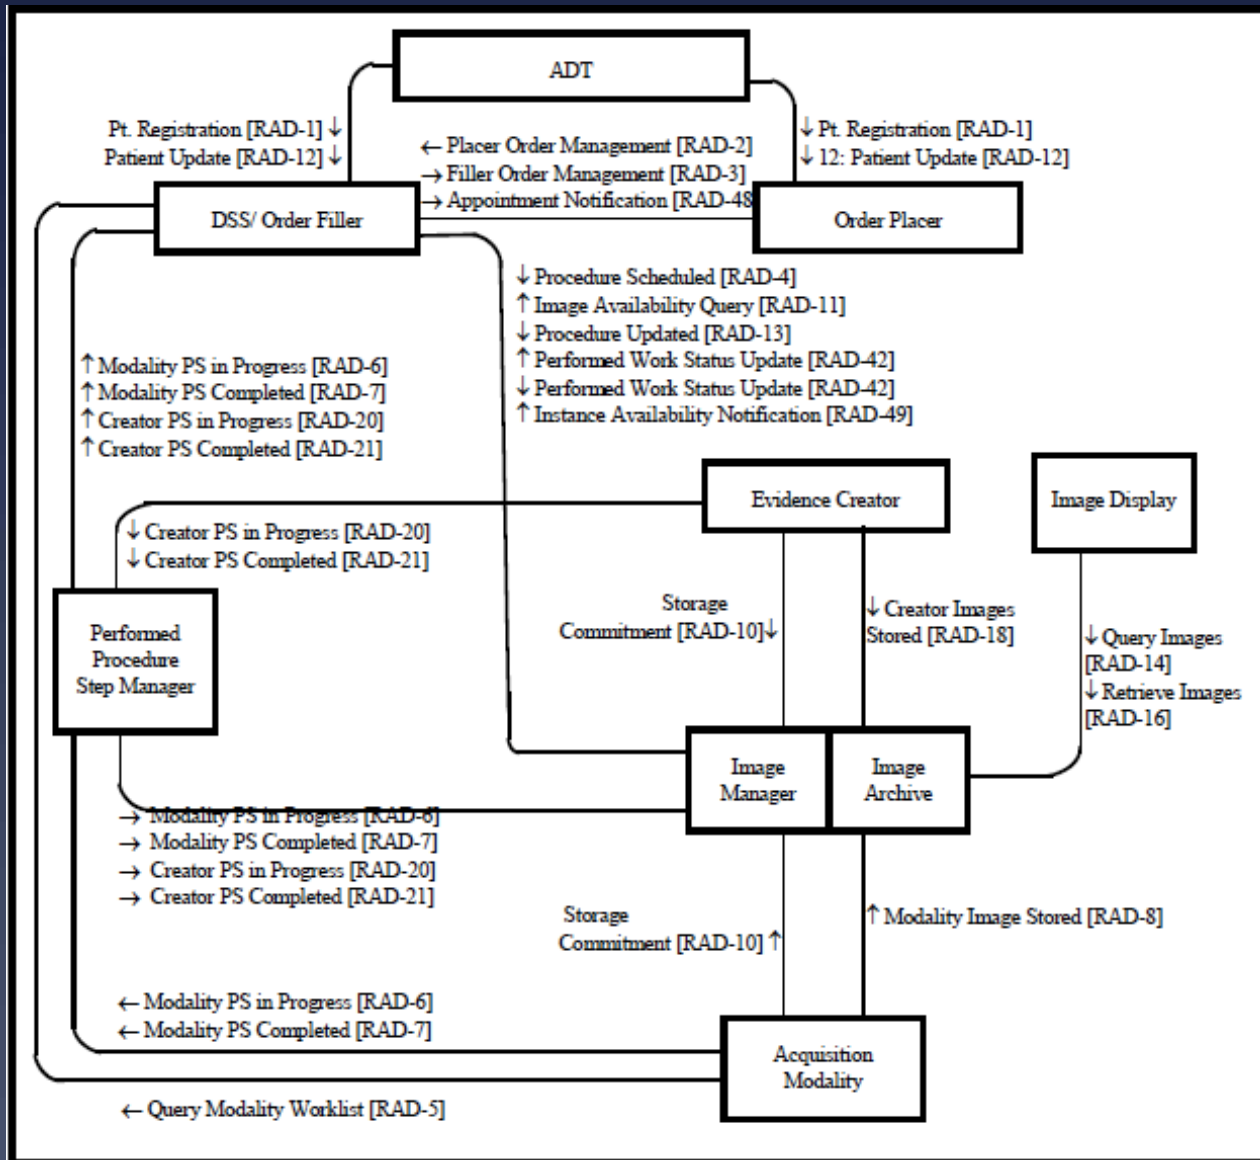 ADT
Pt. Registration [RAD-1] ↓
Patient Update [RAD-12] ↓
← Placer Order Management [RAD-2]
→ Filler Order Management [RAD-3]
→ Appointment Notification [RAD-48
↓ Pt. Registration [RAD-1]
↓ 12: Patient Update [RAD-12]
DSS/ Order Filler
Order Placer
↓ Procedure Scheduled [RAD-4]
↑ Image Availability Query [RAD-11]
↓ Procedure Updated [RAD-13]
↑ Performed Work Status Update [RAD-42]
↓ Performed Work Status Update [RAD-42]
↑ Instance Availability Notification [RAD-49]
↑ Modality PS in Progress [RAD-6]
↑ Modality PS Completed [RAD-7]
↑ Creator PS in Progress [RAD-20]
↑ Creator PS Completed [RAD-21]
Evidence Creator
Image Display
↓ Creator PS in Progress [RAD-20]
↓ Creator PS Completed [RAD-21]
Storage
Commitment [RAD-10]↓
↓ Creator Images
Stored [RAD-18]
↓ Query Images
[RAD-14]
↓ Retrieve Images
[RAD-16]
Performed
Procedure
Step Manager
Image
Manager
Image
Archive
→ Modality PS in Progress [RAD-6]
→ Modality PS Completed [RAD-7]
→ Creator PS in Progress [RAD-20]
→ Creator PS Completed [RAD-21]
Storage
Commitment [RAD-10] ↑
↑ Modality Image Stored [RAD-8]
← Modality PS in Progress [RAD-6]
← Modality PS Completed [RAD-7]
Acquisition
Modality
← Query Modality Worklist [RAD-5]